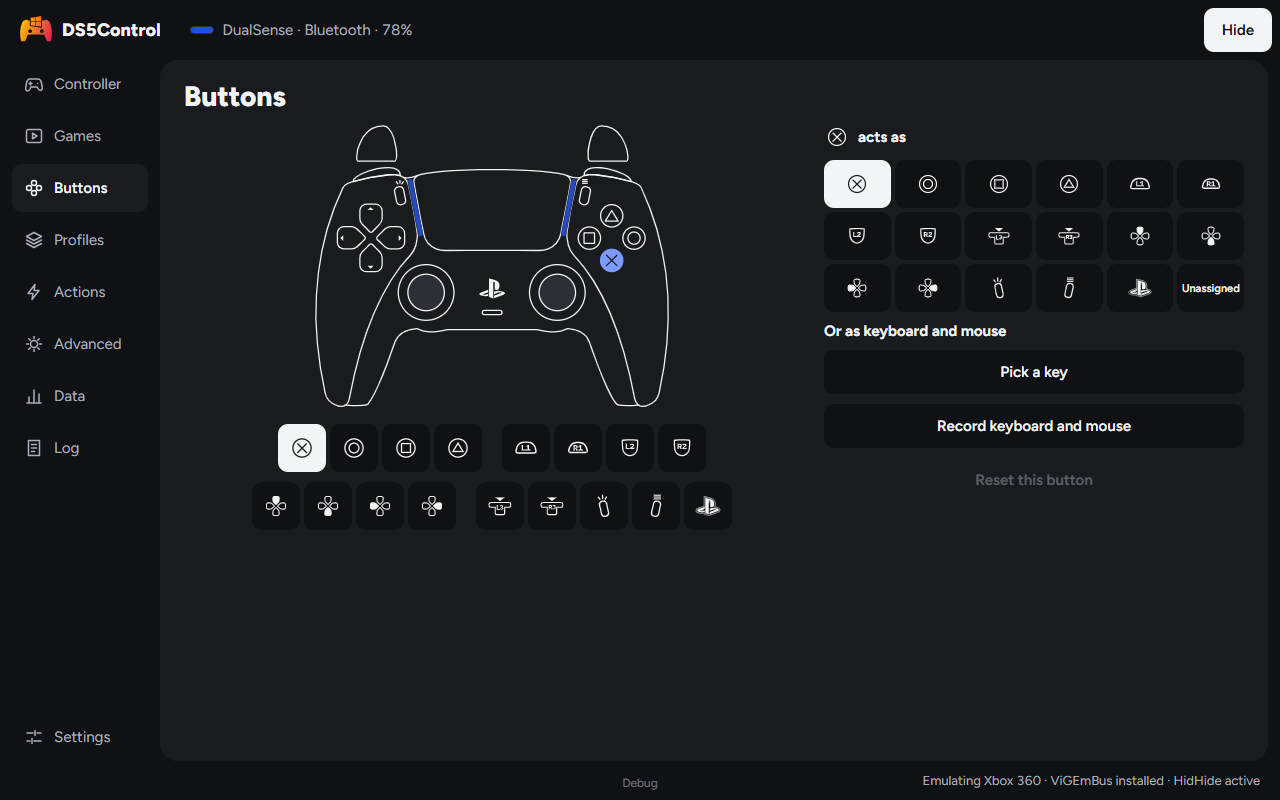 DS5Control
DualSense · Bluetooth · 78%
Hide
Controller
Games
Buttons
Profiles
Actions
Advanced
Data
Log
Settings
Buttons
L1
R1
L2
R2
L3
R3
acts as
L1
R1
L2
R2
L3
R3
Unassigned
Or as keyboard and mouse
Pick a key
Record keyboard and mouse
Reset this button
Debug
Emulating Xbox 360 · ViGEmBus installed · HidHide active